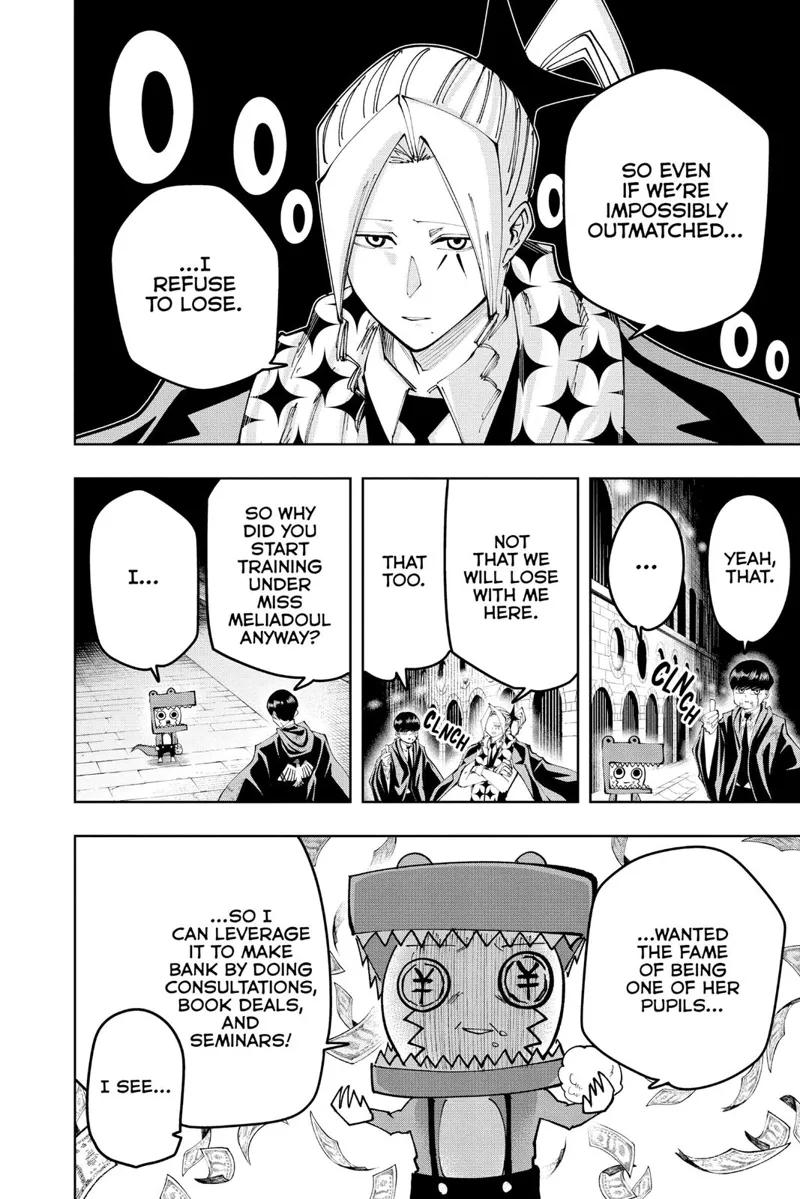 SO EVEN
IF WE'RE
IMPOSSIBLY
OUTMATCHED...
...I
REFUSE
TO LOSE.
YEAH,
THAT.
...
CLNCH
NOT
THAT WE
WILL LOSE
WITH ME
HERE.
THAT
TOO.
CLNCH
SO WHY
DID YOU
START
TRAINING
UNDER
MISS
MELIADOUL
ANYWAY?
I...
...WANTED
THE FAME
OF BEING
ONE OF HER
PUPILS...
...SO I
CAN LEVERAGE
IT TO MAKE
BANK BY DOING
CONSULTATIONS,
BOOK DEALS,
AND
SEMINARS!
¥ ¥
I SEE...